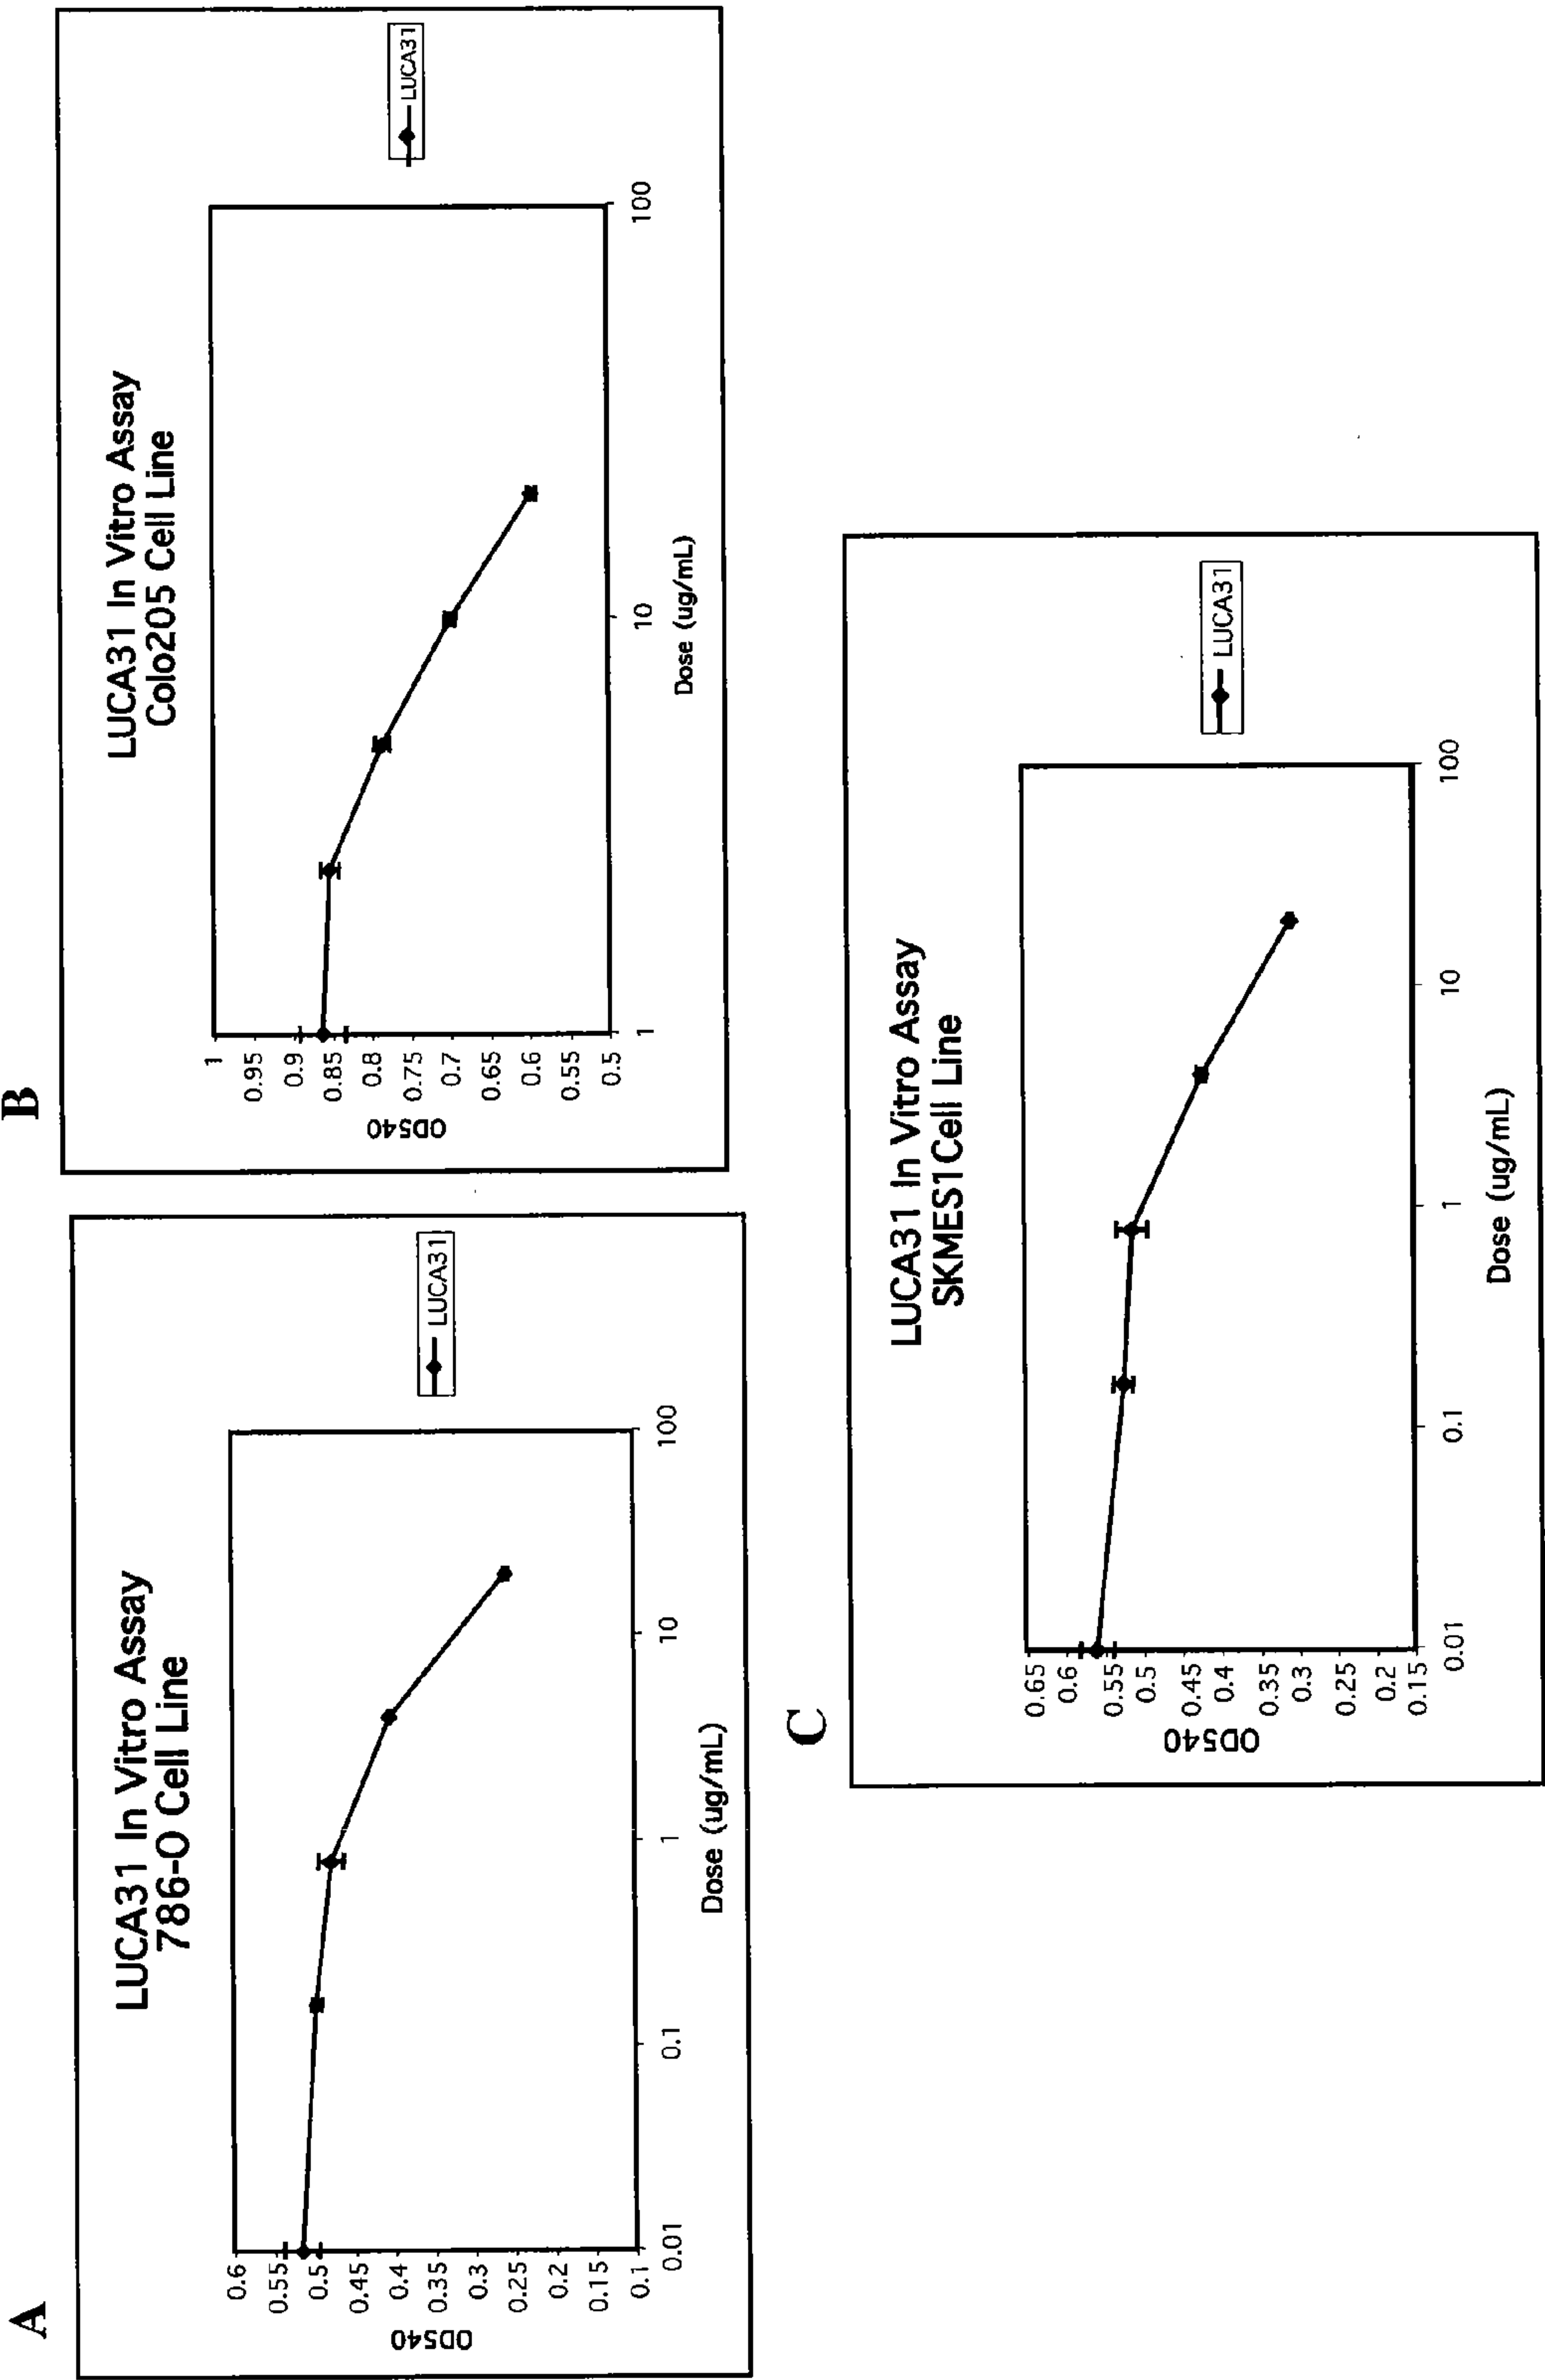 A
LUCA31 In Vitro Assay
786-O Cell Line
OD540
0.6
0.55
0.5
0.45
0.4
0.35
0.3
0.25
0.2
0.15
0.1
0.01
0.1
1
10
100
Dose (ug/mL)
LUCA31
B
LUCA31 In Vitro Assay
Colo205 Cell Line
OD540
1
0.95
0.9
0.85
0.8
0.75
0.7
0.65
0.6
0.55
0.5
1
10
100
Dose (ug/mL)
LUCA31
C
LUCA31 In Vitro Assay
SKMES1Cell Line
OD540
0.65
0.6
0.55
0.5
0.45
0.4
0.35
0.3
0.25
0.2
0.15
0.01
0.1
1
10
100
Dose (ug/mL)
LUCA31